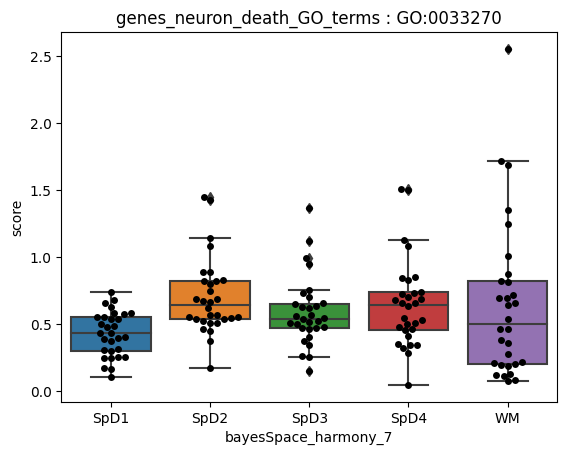 genes_neuron_death_GO_terms : GO:0033270
2.5
2.0
1.5
1.0
0.5
0.0
score
SpD1 SpD2 SpD3 SpD4 WM
bayesSpace_harmony_7